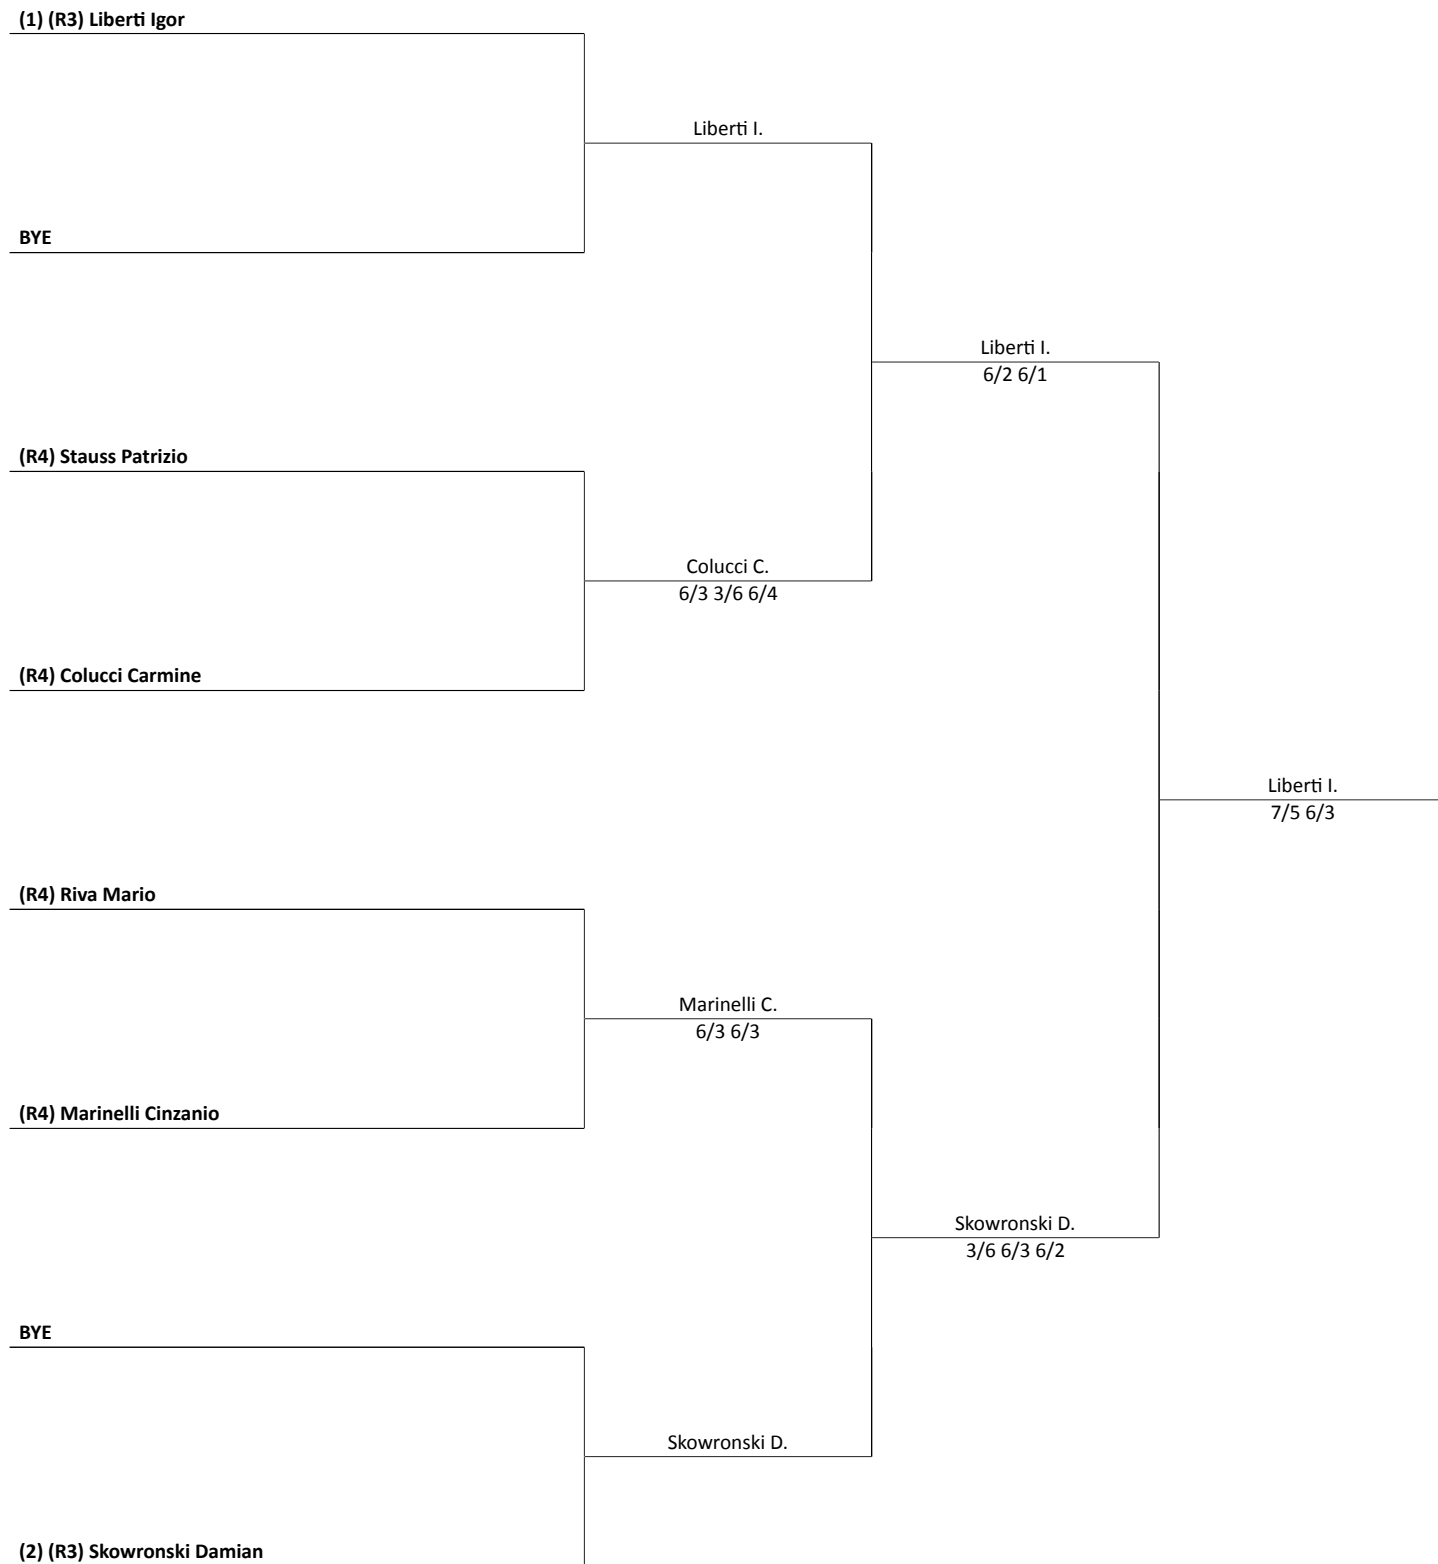 (1) (R3) Liberti Igor
Liberti I.
BYE
Liberti I.
6/2 6/1
(R4) Stauss Patrizio
Colucci C.
6/3 3/6 6/4
(R4) Colucci Carmine
Liberti I.
7/5 6/3
(R4) Riva Mario
Marinelli C.
6/3 6/3
(R4) Marinelli Cinzanio
Skowronski D.
3/6 6/3 6/2
BYE
Skowronski D.
(2) (R3) Skowronski Damian